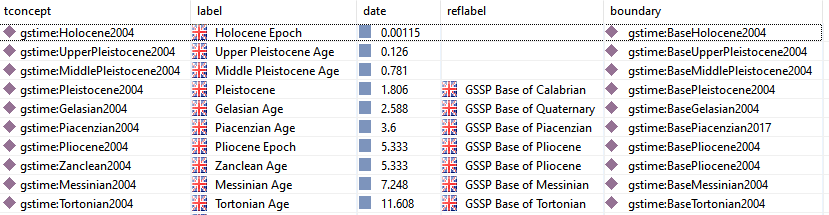 tconcept label date reflabel boundary
gstime:Holocene2004 Holocene Epoch 0.00115 gstime:BaseHolocene2004
gstime:UpperPleistocene2004 Upper Pleistocene Age 0.126 gstime:BaseUpperPleistocene2004
gstime:MiddlePleistocene2004 Middle Pleistocene Age 0.781 gstime:BaseMiddlePleistocene2004
gstime:Pleistocene2004 Pleistocene 1.806 GSSP Base of Calabrian gstime:BasePleistocene2004
gstime:Gelasian2004 Gelasian Age 2.588 GSSP Base of Quaternary gstime:BaseGelasian2004
gstime:Piacenzian2004 Piacenzian Age 3.6 GSSP Base of Piacenzian gstime:BasePiacenzian2017
gstime:Pliocene2004 Pliocene Epoch 5.333 GSSP Base of Pliocene gstime:BasePliocene2004
gstime:Zanclean2004 Zanclean Age 5.333 GSSP Base of Pliocene gstime:BasePliocene2004
gstime:Messinian2004 Messinian Age 7.248 GSSP Base of Messinian gstime:BaseMessinian2004
gstime:Tortonian2004 Tortonian Age 11.608 GSSP Base of Tortonian gstime:BaseTortonian2004